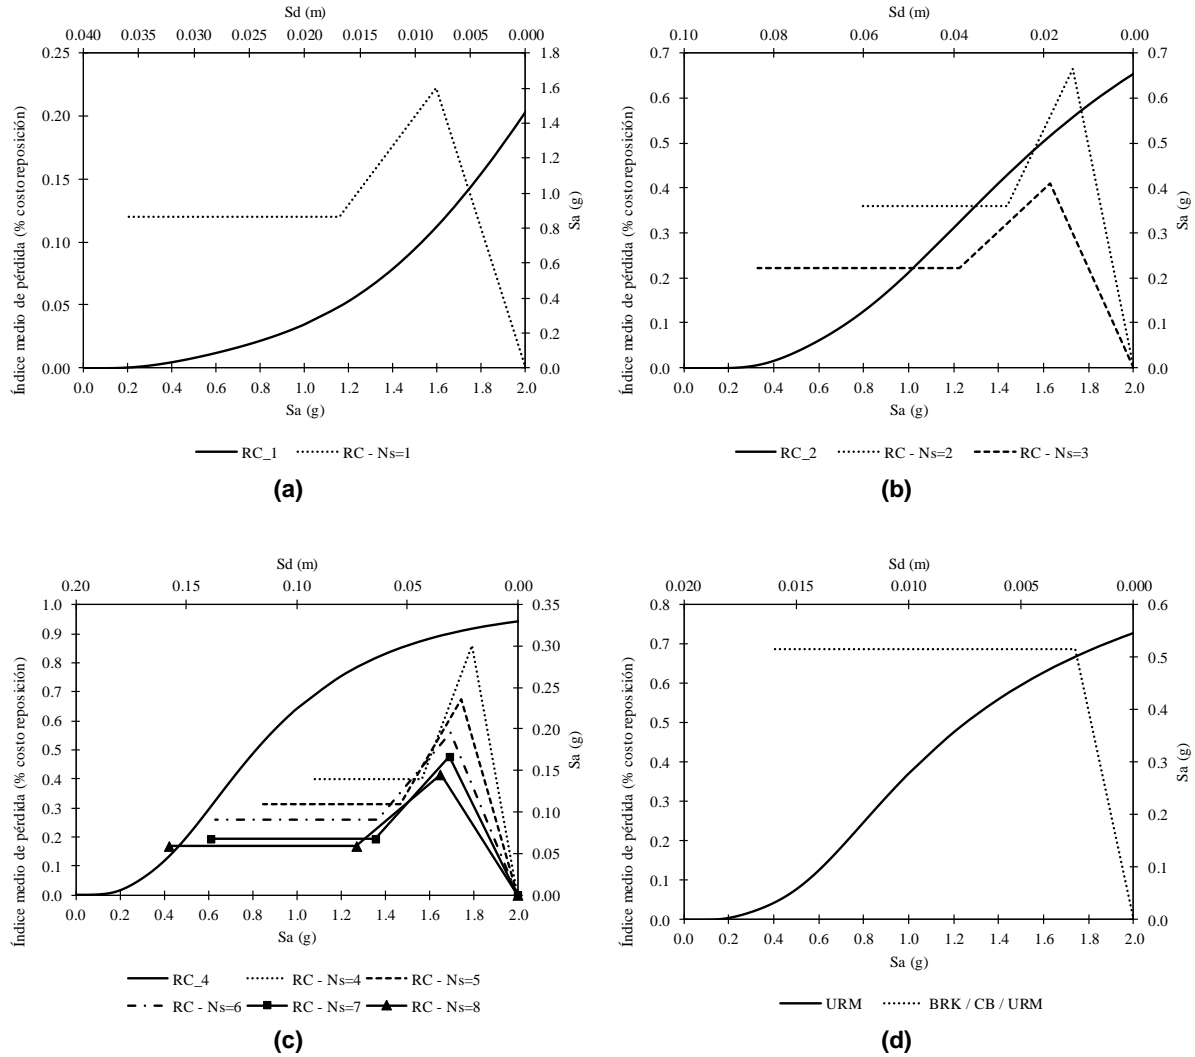 Sd (m)
0.040 0.035 0.030 0.025 0.020 0.015 0.010 0.005 0.000
Índice medio de pérdida (% costo reposición)
0.25
0.20
0.15
0.10
0.05
0.00
1.8
1.6
1.4
1.2
1.0
0.8
0.6
0.4
0.2
0.0
Sa (g)
0.0 0.2 0.4 0.6 0.8 1.0 1.2 1.4 1.6 1.8 2.0
Sa (g)
RC_1 RC - Ns=1
(a)
Sd (m)
0.10 0.08 0.06 0.04 0.02 0.00
Índice medio de pérdida (% costo reposición)
0.7
0.6
0.5
0.4
0.3
0.2
0.1
0.0
0.7
0.6
0.5
0.4
0.3
0.2
0.1
0.0
Sa (g)
0.0 0.2 0.4 0.6 0.8 1.0 1.2 1.4 1.6 1.8 2.0
Sa (g)
RC_2 RC - Ns=2 RC - Ns=3
(b)
Sd (m)
0.20 0.15 0.10 0.05 0.00
Índice medio de pérdida (% costo reposición)
1.0
0.9
0.8
0.7
0.6
0.5
0.4
0.3
0.2
0.1
0.0
0.35
0.30
0.25
0.20
0.15
0.10
0.05
0.00
Sa (g)
0.0 0.2 0.4 0.6 0.8 1.0 1.2 1.4 1.6 1.8 2.0
Sa (g)
RC_4 RC - Ns=4 RC - Ns=5
RC - Ns=6 RC - Ns=7 RC - Ns=8
(c)
Sd (m)
0.020 0.015 0.010 0.005 0.000
Índice medio de pérdida (% costo reposición)
0.8
0.7
0.6
0.5
0.4
0.3
0.2
0.1
0.0
0.6
0.5
0.4
0.3
0.2
0.1
0.0
Sa (g)
0.0 0.2 0.4 0.6 0.8 1.0 1.2 1.4 1.6 1.8 2.0
Sa (g)
URM BRK / CB / URM
(d)